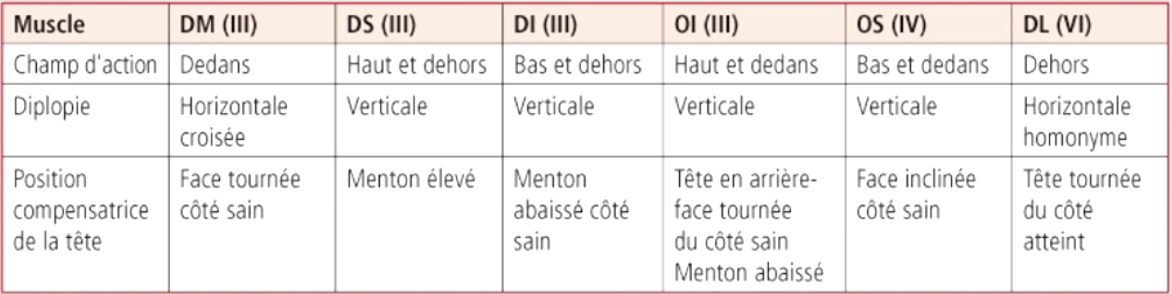 Muscle DM (III) DS (III) DI (III) OI (III) OS (IV) DL (VI)
Champ d'action Dedans Haut et dehors Bas et dehors Haut et dedans Bas et dedans Dehors
Diplopie Horizontale Verticale Verticale Verticale Verticale Horizontale
croisée homonyme
Position Face tournée Menton élevé Menton Tête en arrière- Face inclinée Tête tournée
compensatrice côté sain abaissé côté face tournée côté sain du côté
de la tête sain du côté sain atteint
Menton abaissé